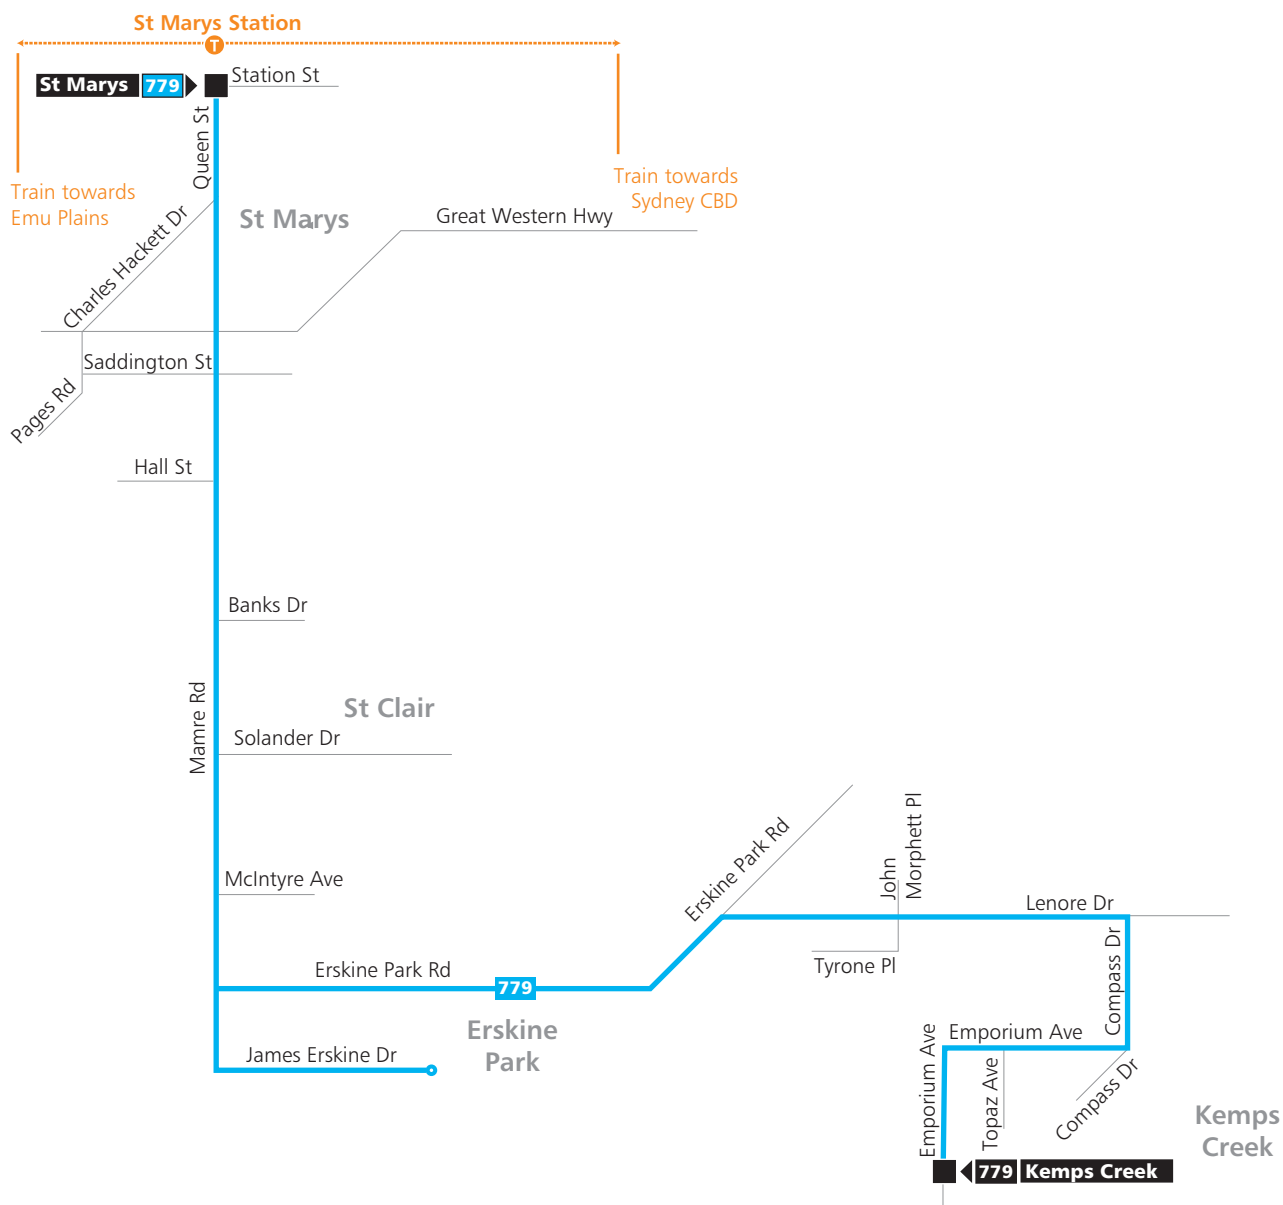 St Marys Station
T
Station St
St Marys 779
Queen St
Train towards
Emu Plains
Train towards
Sydney CBD
St Marys
Great Western Hwy
Charles Hackett Dr
Saddington St
Pages Rd
Hall St
Banks Dr
Mamre Rd
St Clair
Solander Dr
McIntyre Ave
Erskine Park Rd
John
Morphett Pl
Lenore Dr
Tyrone Pl
Erskine Park Rd
779
Compass Dr
Erskine
Park
James Erskine Dr
Emporium Ave
Emporium Ave
Topaz Ave
Compass Dr
Kemps
Creek
779 Kemps Creek